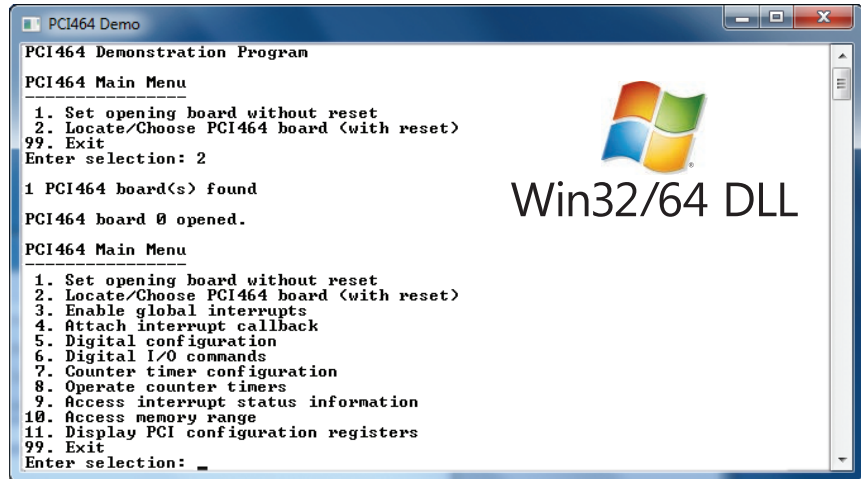 PCI464 Demo
PCI464 Demonstration Program
PCI464 Main Menu
----------------
1. Set opening board without reset
2. Locate/Choose PCI464 board (with reset)
99. Exit
Enter selection: 2
1 PCI464 board(s) found
PCI464 board 0 opened.
PCI464 Main Menu
----------------
1. Set opening board without reset
2. Locate/Choose PCI464 board (with reset)
3. Enable global interrupts
4. Attach interrupt callback
5. Digital configuration
6. Digital I/O commands
7. Counter timer configuration
8. Operate counter timers
9. Access interrupt status information
10. Access memory range
11. Display PCI configuration registers
99. Exit
Enter selection: _
Win32/64 DLL